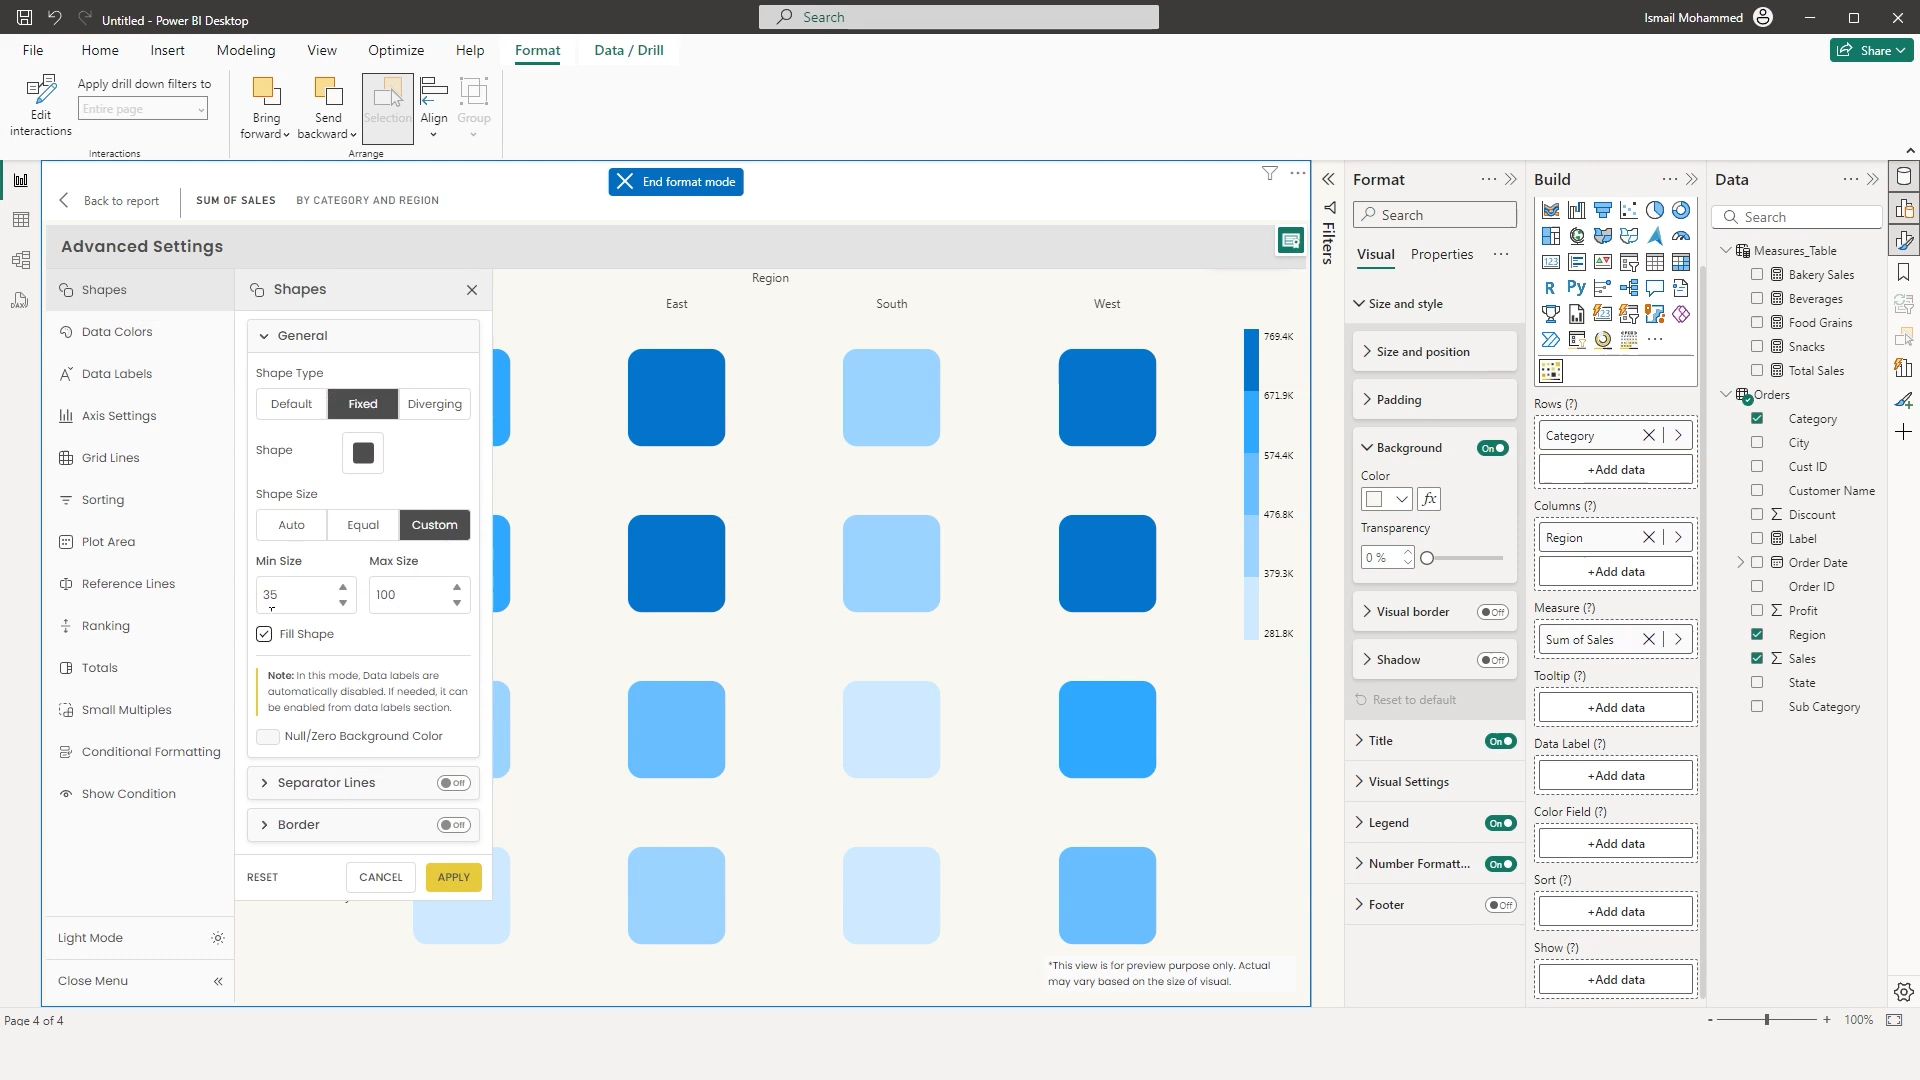 Untitled - Power BI Desktop
Search
Ismail Mohammed
File
Home
Insert
Modeling
View
Optimize
Help
Format
Data / Drill
Share
Edit
interactions
Apply drill down filters to
Entire page
Interactions
Bring
forward
Send
backward
Selection
Align
Group
Arrange
DAX
End format mode
Back to report
SUM OF SALES
BY CATEGORY AND REGION
Advanced Settings
Shapes
Data Colors
Data Labels
Axis Settings
Grid Lines
Sorting
Plot Area
Reference Lines
Ranking
Totals
Small Multiples
Conditional Formatting
Show Condition
Light Mode
Close Menu
Shapes
General
Shape Type
Default
Fixed
Diverging
Shape
Shape Size
Auto
Equal
Custom
Min Size
Max Size
35
100
Fill Shape
Note: In this mode, Data labels are
automatically disabled. If needed, it can
be enabled from data labels section.
Null/Zero Background Color
Separator Lines
Off
Border
Off
RESET
CANCEL
APPLY
Region
East
South
West
769.4K
671.9K
574.4K
476.8K
379.3K
281.8K
*This view is for preview purpose only. Actual
may vary based on the size of visual.
Filters
Format
Search
Visual
Properties
Size and style
Size and position
Padding
Background
On
Color
fx
Transparency
0 %
Visual border
Off
Shadow
Off
Reset to default
Title
On
Visual Settings
Legend
On
Number Formatt...
On
Footer
Off
Build
123
R
Py
Rows (?)
Category
+Add data
Columns (?)
Region
+Add data
Measure (?)
Sum of Sales
Tooltip (?)
+Add data
Data Label (?)
+Add data
Color Field (?)
+Add data
Sort (?)
+Add data
Show (?)
+Add data
Data
Search
Measures_Table
Bakery Sales
Beverages
Food Grains
Snacks
Total Sales
Orders
Category
City
Cust ID
Customer Name
Discount
Label
Order Date
Order ID
Profit
Region
Sales
State
Sub Category
Page 4 of 4
100%